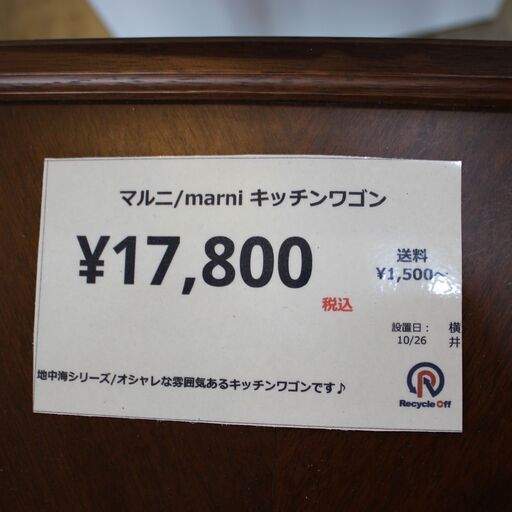 マルニ/marni キッチンワゴン
¥17,800
税込
送料
¥1,500～
設置日： 横
10/26 井
地中海シリーズ/オシャレな雰囲気あるキッチンワゴンです♪
Recycle Off